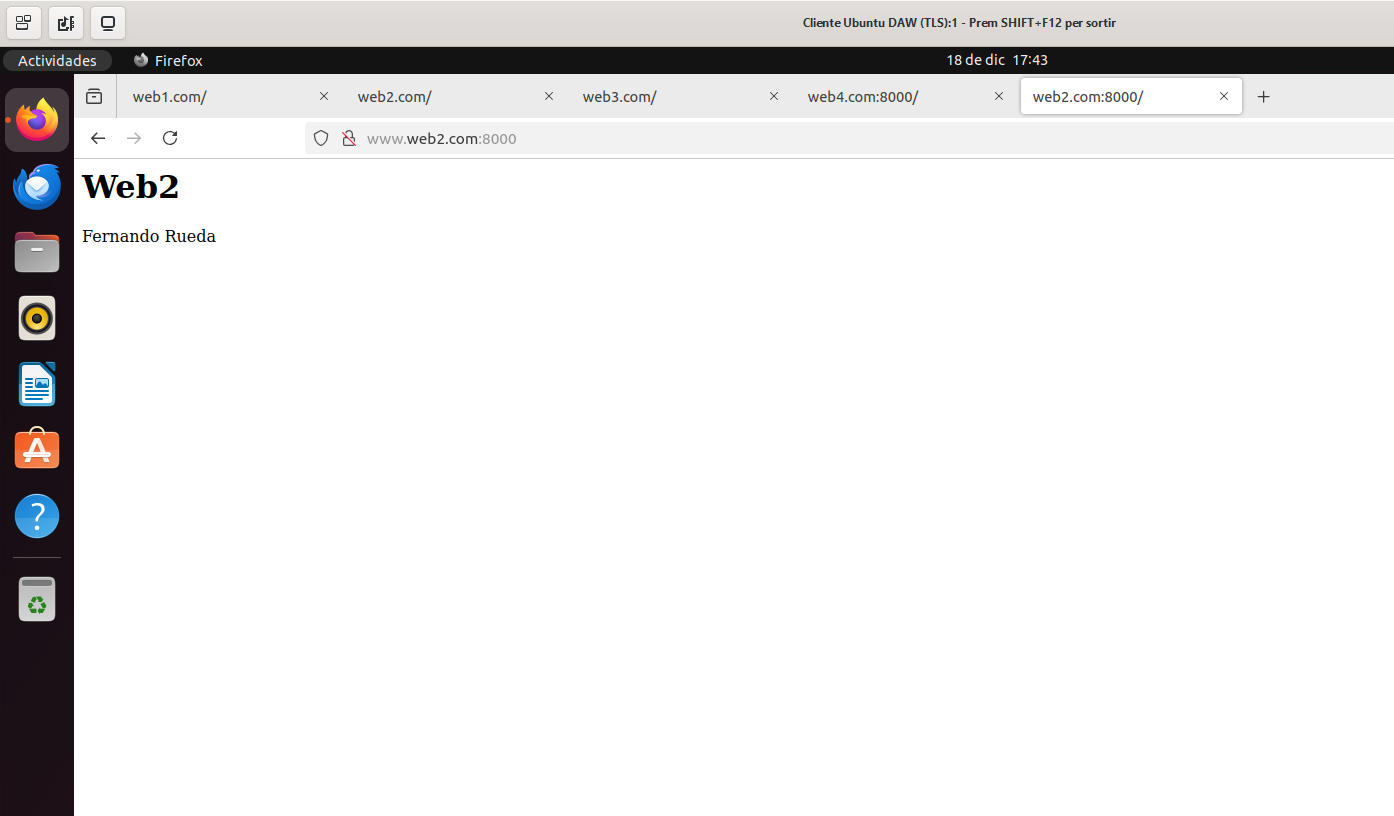 Cliente Ubuntu DAW (TLS):1 - Prem SHIFT+F12 per sortir
Actividades Firefox 18 de dic 17:43
web1.com/ web2.com/ web3.com/ web4.com:8000/ web2.com:8000/
www.web2.com:8000
Web2
Fernando Rueda